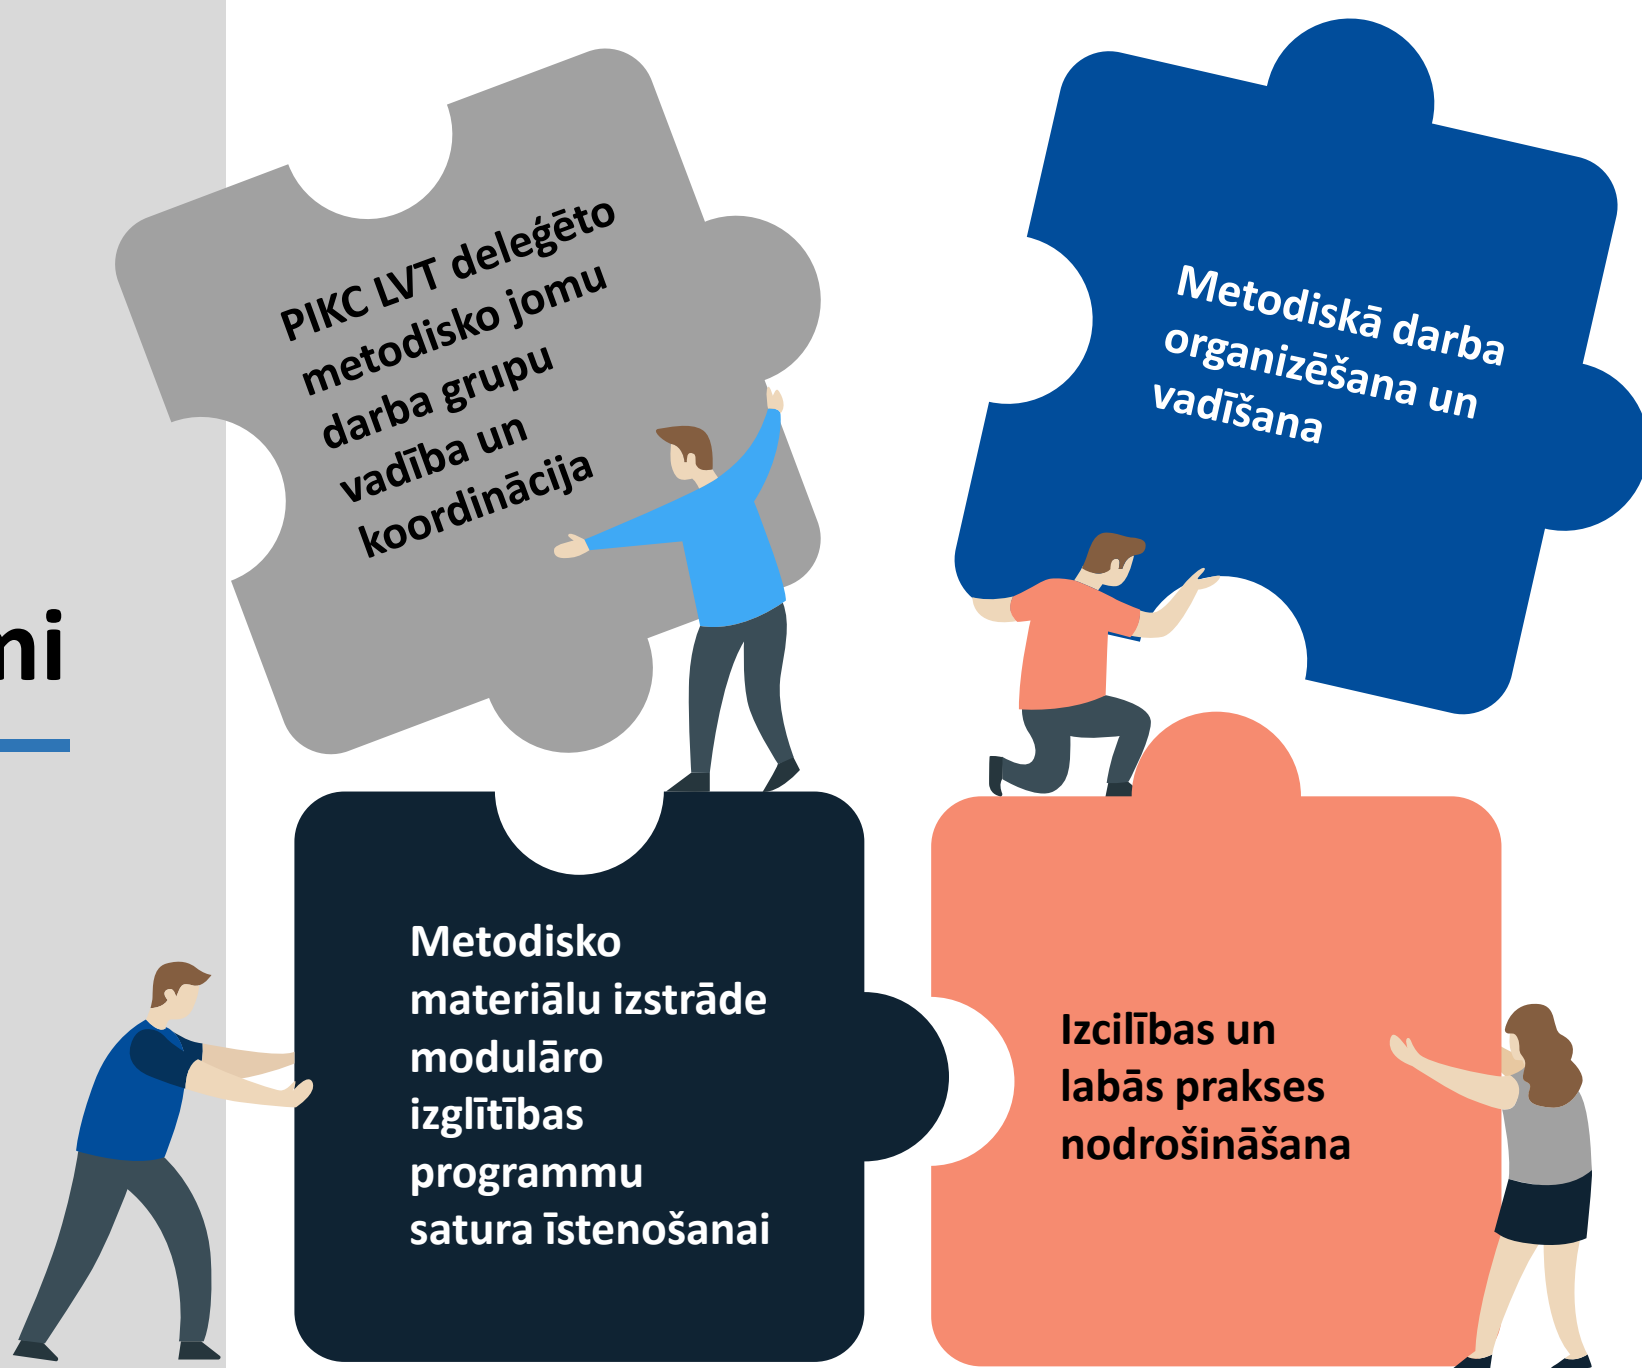 PIKC LVT deleģēto
metodisko jomu
darba grupu
vadība un
koordinācija
Metodiskā darba
organizēšana un
vadīšana
Metodisko
materiālu izstrāde
modulāro
izglītības
programmu
satura īstenošanai
Izcilības un
labās prakses
nodrošināšana